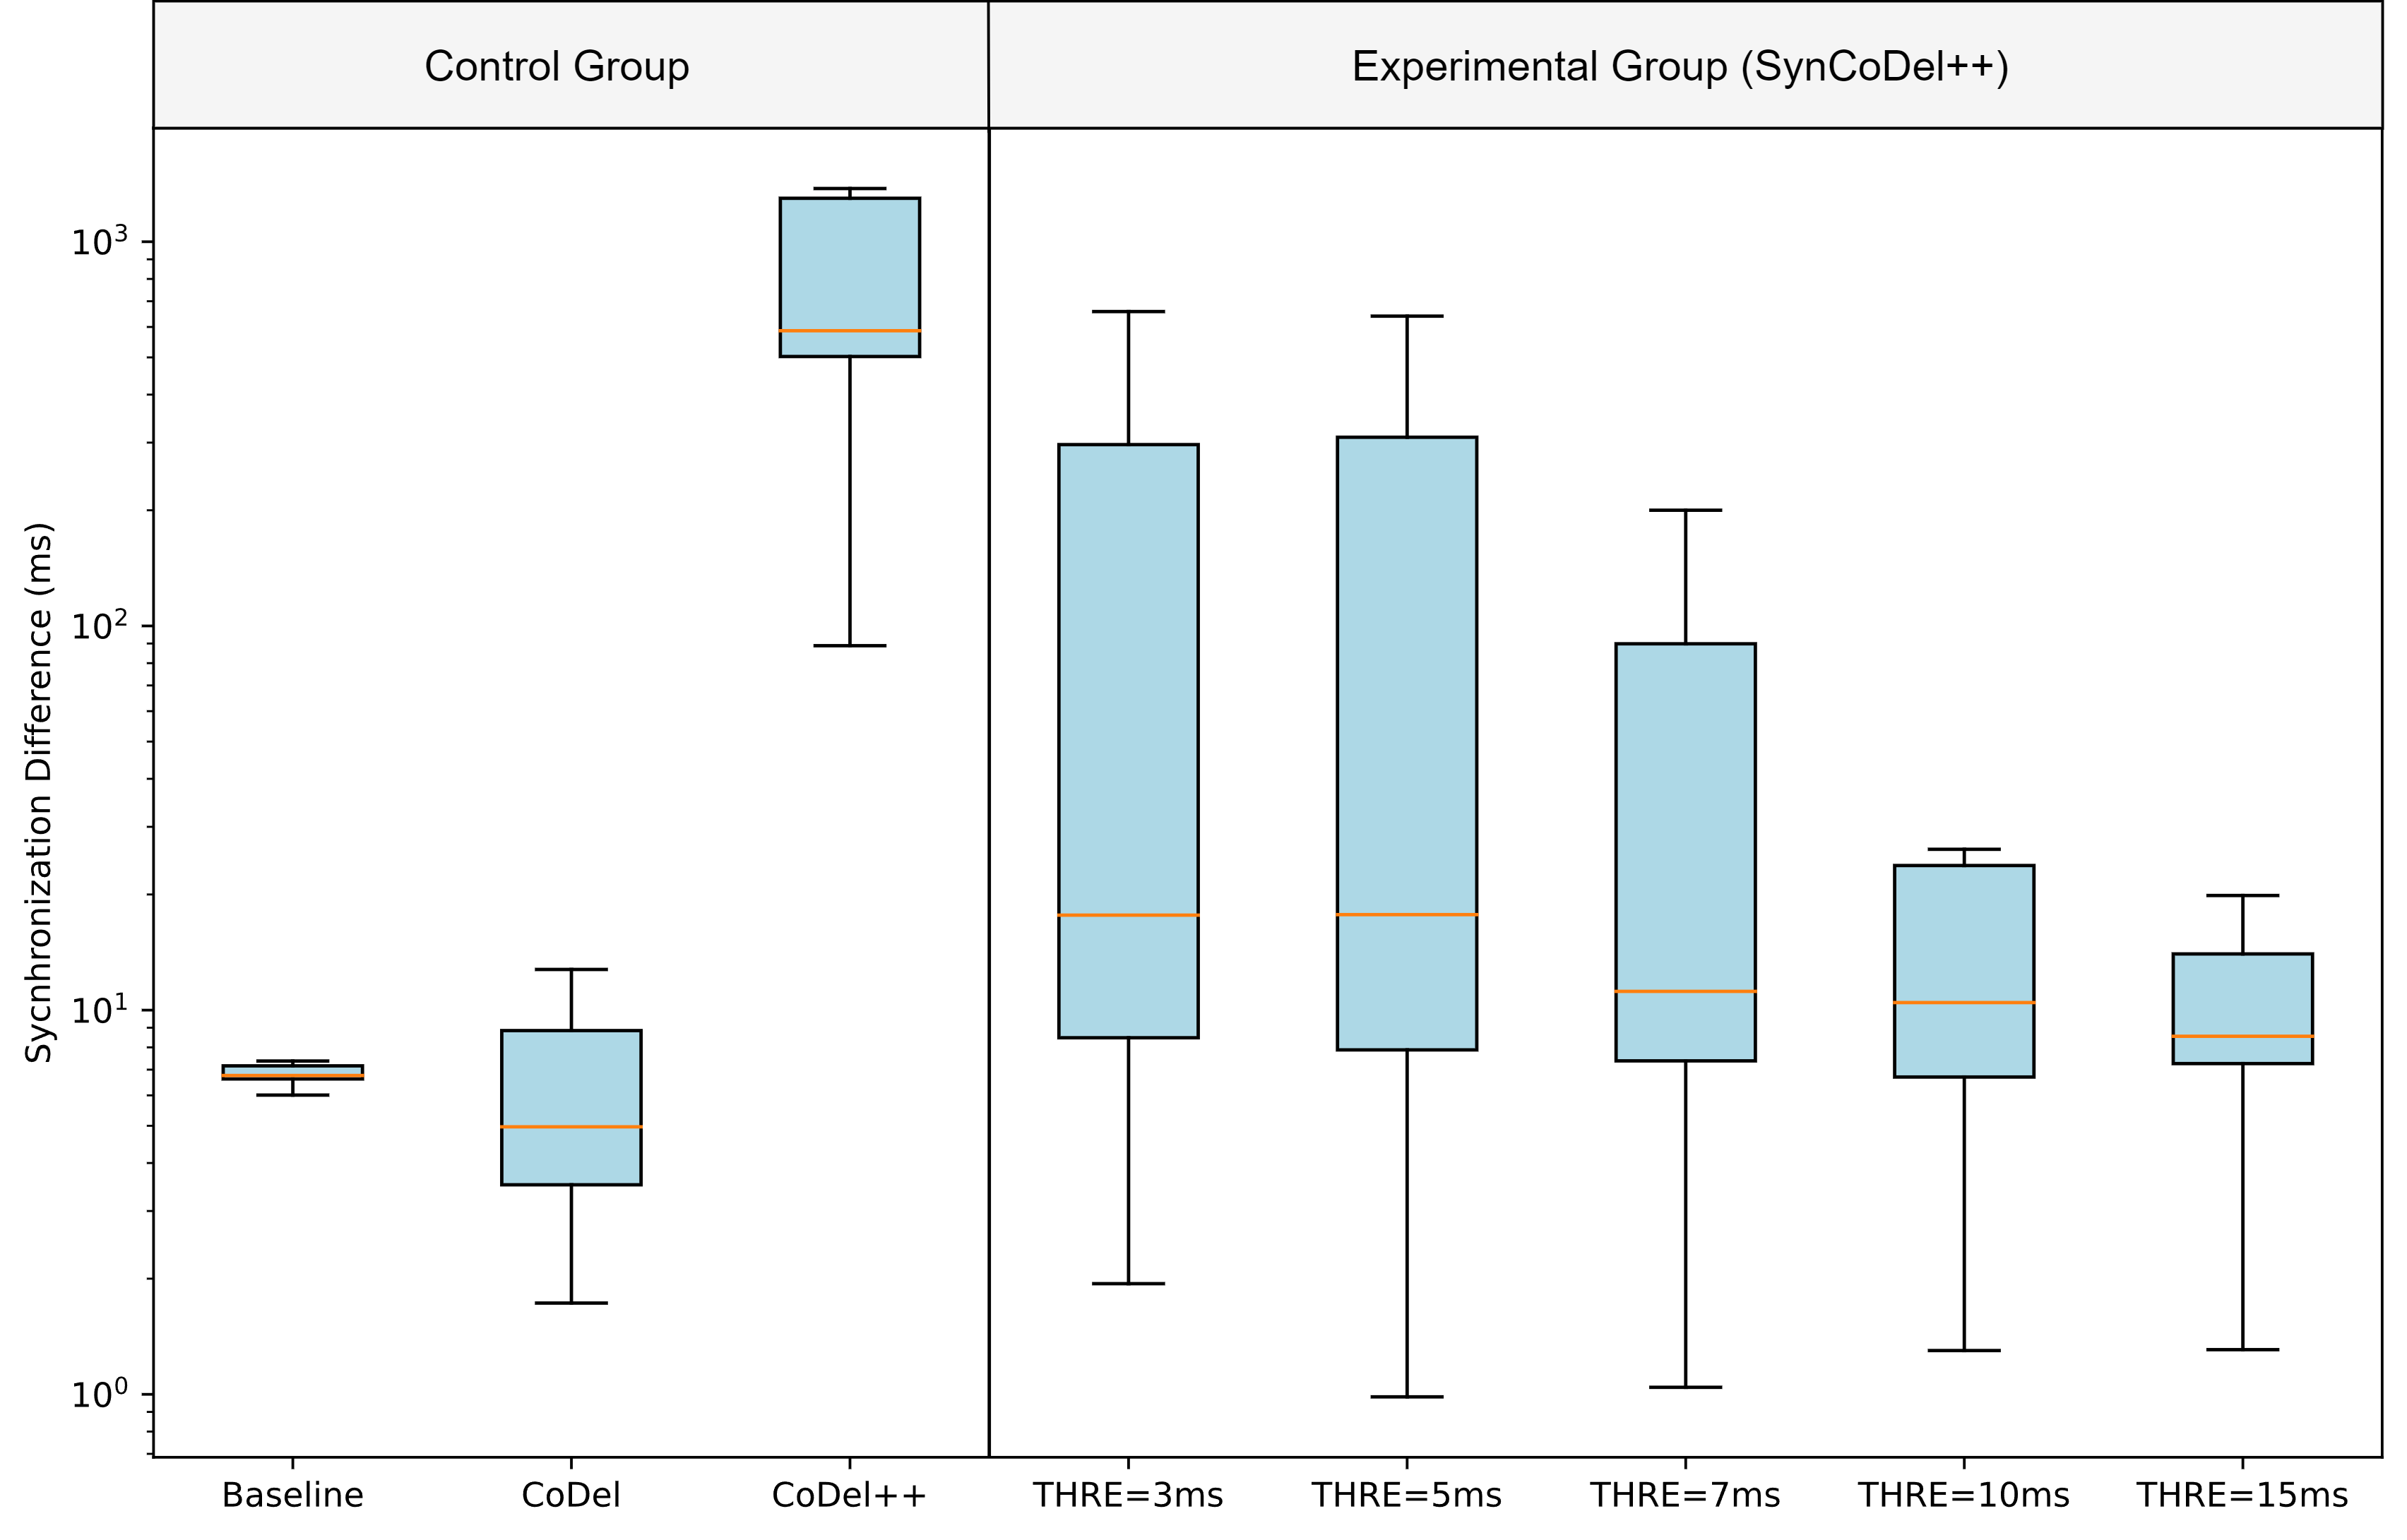 Control Group
Experimental Group (SynCoDel++)
Sycnhronization Difference (ms)
10³
10²
10¹
10⁰
Baseline
CoDel
CoDel++
THRE=3ms
THRE=5ms
THRE=7ms
THRE=10ms
THRE=15ms